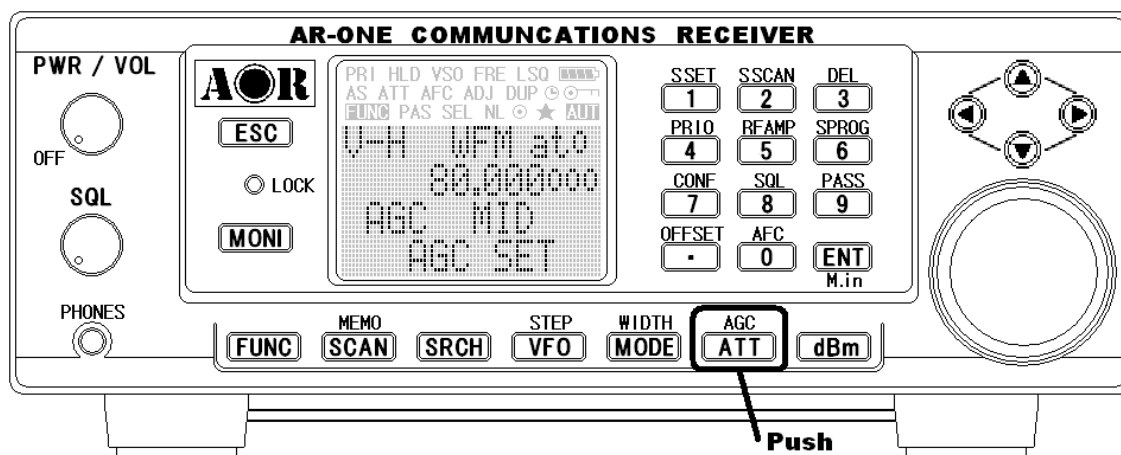 AR-ONE COMMUNCATIONS RECEIVER
PWR / VOL
OFF
SQL
PHONES
AOR
ESC
LOCK
MONI
PRI HLD VSO FRE LSQ
AS ATT AFC ADJ DUP
FUNC PAS SEL NL AUT
V-H WFM ato
80.000000
AGC MID
AGC SET
SSET SSCAN DEL
1 2 3
PRIO RFAMP SPROG
4 5 6
CONF SQL PASS
7 8 9
OFFSET AFC
. 0 ENT
M.in
MEMO STEP WIDTH AGC
FUNC SCAN SRCH VFO MODE ATT dBm
Push